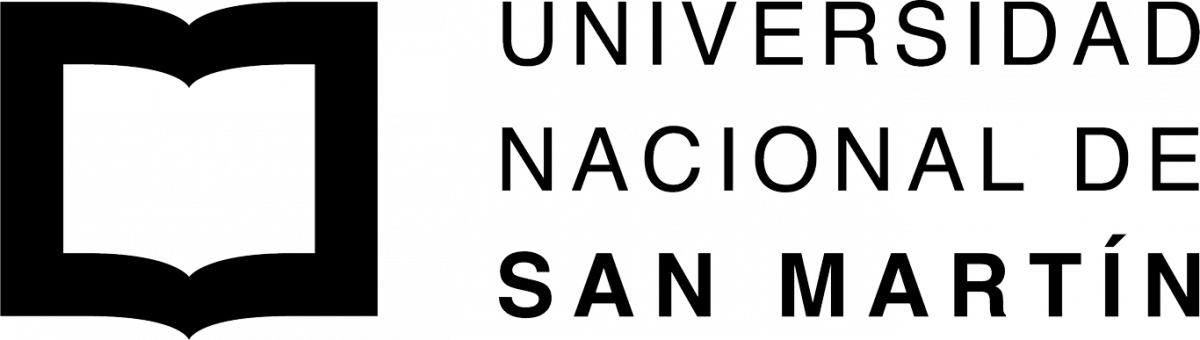 UNIVERSIDAD
NACIONAL DE
SAN MARTÍN